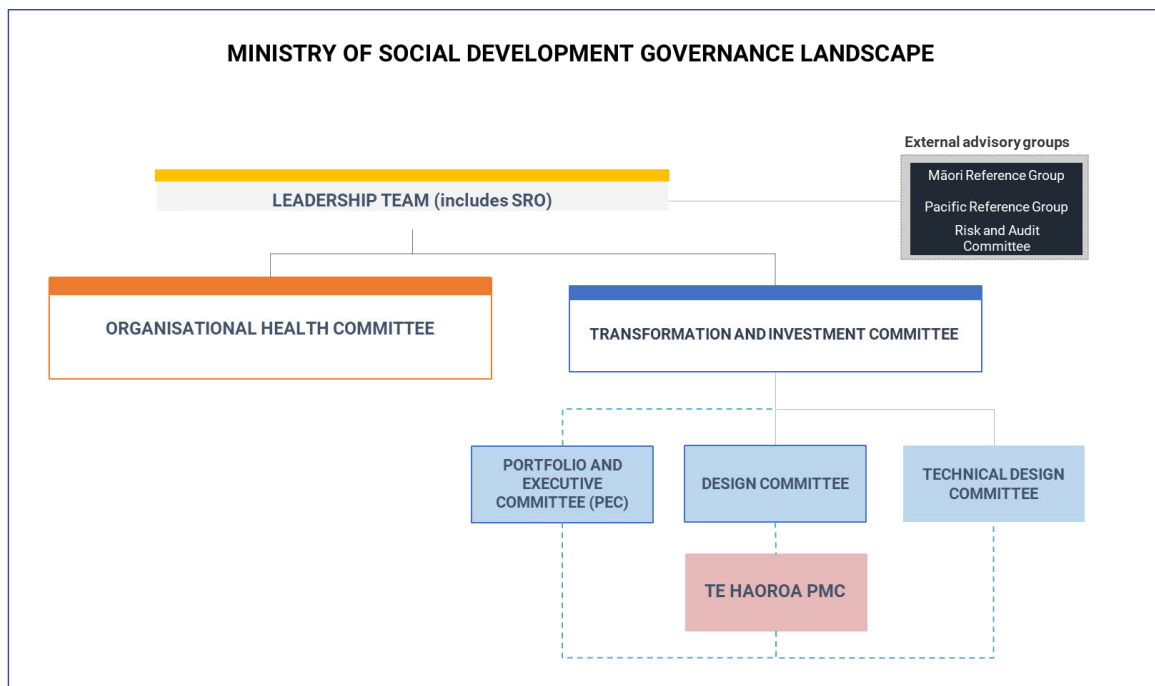 MINISTRY OF SOCIAL DEVELOPMENT GOVERNANCE LANDSCAPE
External advisory groups
Māori Reference Group
Pacific Reference Group
Risk and Audit
Committee
LEADERSHIP TEAM (includes SRO)
ORGANISATIONAL HEALTH COMMITTEE
TRANSFORMATION AND INVESTMENT COMMITTEE
PORTFOLIO AND
EXECUTIVE
COMMITTEE (PEC)
DESIGN COMMITTEE
TECHNICAL DESIGN
COMMITTEE
TE HAOROA PMC